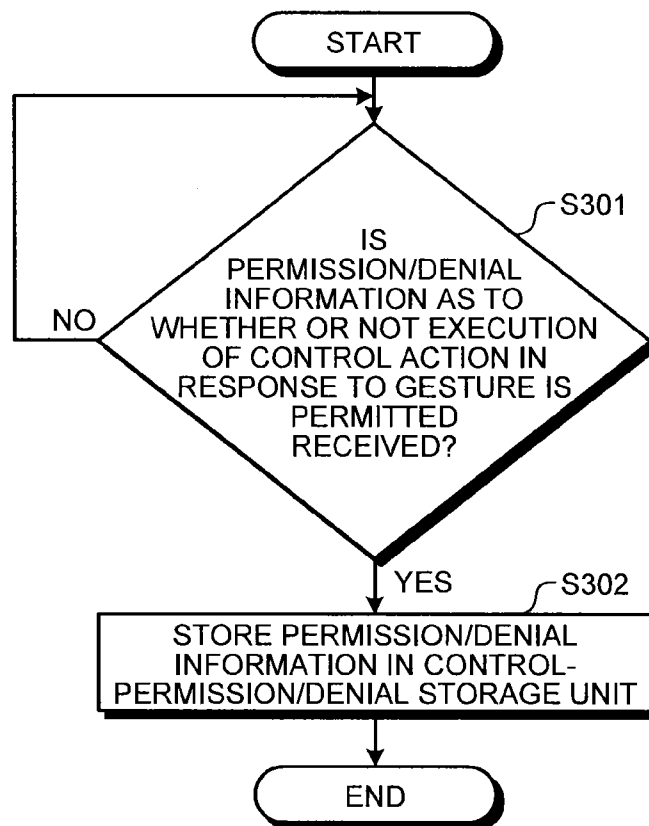 START
S301
IS
PERMISSION/DENIAL
INFORMATION AS TO
WHETHER OR NOT EXECUTION
OF CONTROL ACTION IN
RESPONSE TO GESTURE IS
PERMITTED
RECEIVED?
NO
YES
S302
STORE PERMISSION/DENIAL
INFORMATION IN CONTROL-
PERMISSION/DENIAL STORAGE UNIT
END